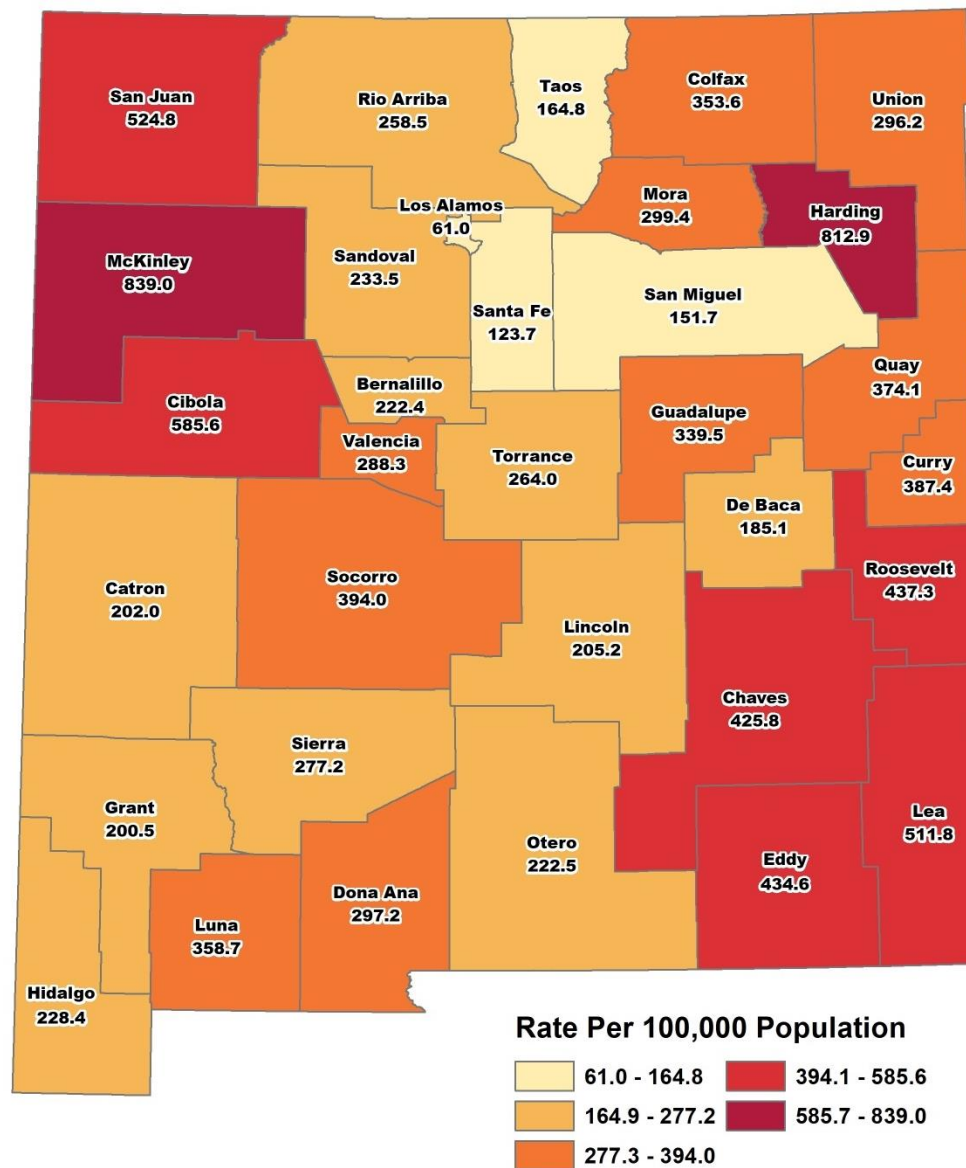 San Juan
524.8
Rio Arriba
258.5
Taos
164.8
Colfax
353.6
Union
296.2
Los Alamos
61.0
Mora
299.4
Harding
812.9
McKinley
839.0
Sandoval
233.5
Santa Fe
123.7
San Miguel
151.7
Quay
374.1
Cibola
585.6
Bernalillo
222.4
Valencia
288.3
Torrance
264.0
Guadalupe
339.5
Curry
387.4
De Baca
185.1
Roosevelt
437.3
Catron
202.0
Socorro
394.0
Lincoln
205.2
Chaves
425.8
Sierra
277.2
Grant
200.5
Otero
222.5
Eddy
434.6
Lea
511.8
Dona Ana
297.2
Luna
358.7
Hidalgo
228.4
Rate Per 100,000 Population
61.0 - 164.8
394.1 - 585.6
164.9 - 277.2
585.7 - 839.0
277.3 - 394.0